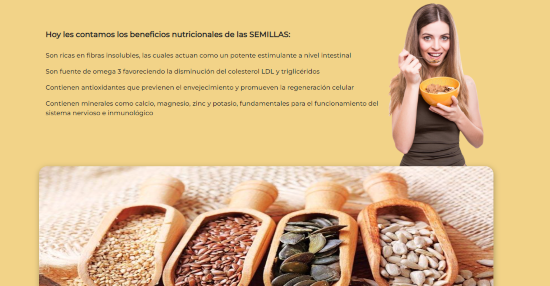 Hoy les contamos los beneficios nutricionales de las SEMILLAS:
Son ricas en fibras insolubles, las cuales actuan como un potente estimulante a nivel intestinal
Son fuente de omega 3 favoreciendo la disminución del colesterol LDL y triglicéridos
Contienen antioxidantes que previenen el envejecimiento y promueven la regeneración celular
Contienen minerales como calcio, magnesio, zinc y potasio, fundamentales para el funcionamiento del
sistema nervioso e inmunológico